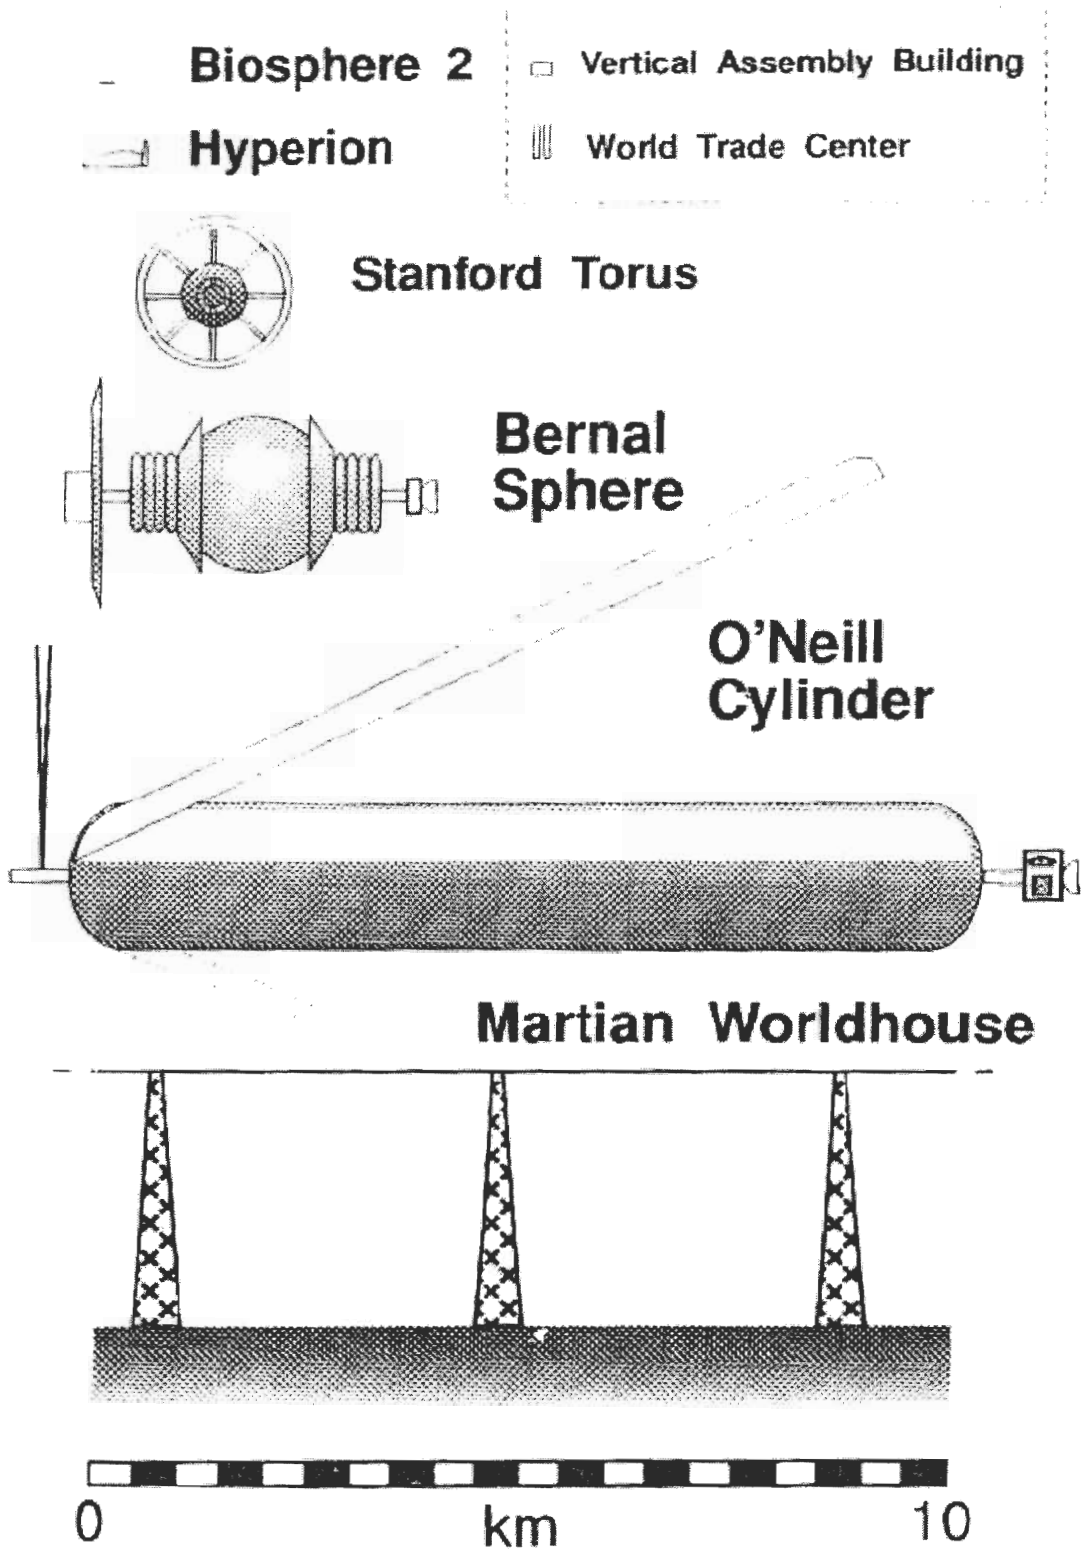 Biosphere 2
Vertical Assembly Building
Hyperion
World Trade Center
Stanford Torus
Bernal
Sphere
O'Neill
Cylinder
Martian Worldhouse
0 km 10